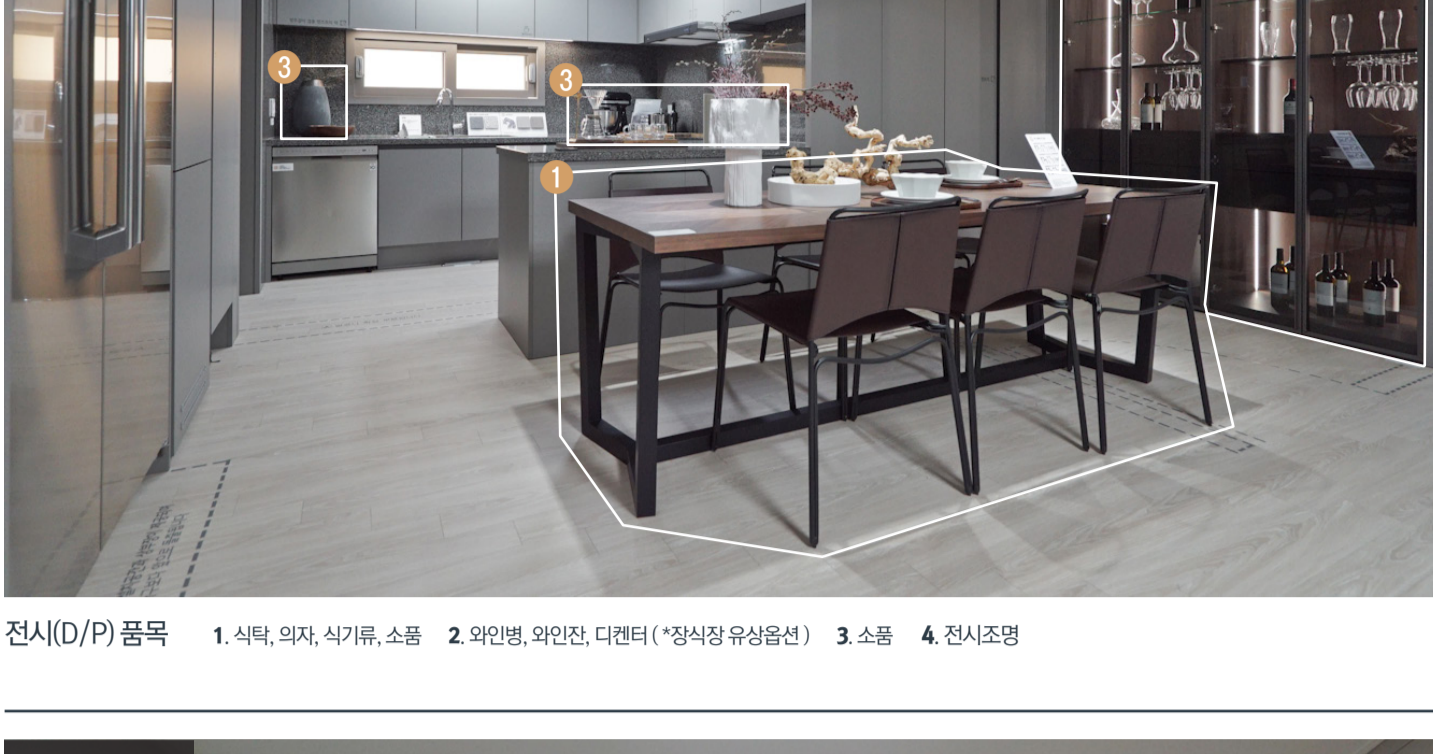 3
3
1
전시(D/P) 품목 1. 식탁, 의자, 식기류, 소품 2. 와인병, 와인잔, 디켄터 ( *장식장 유상옵션 ) 3. 소품 4. 전시조명